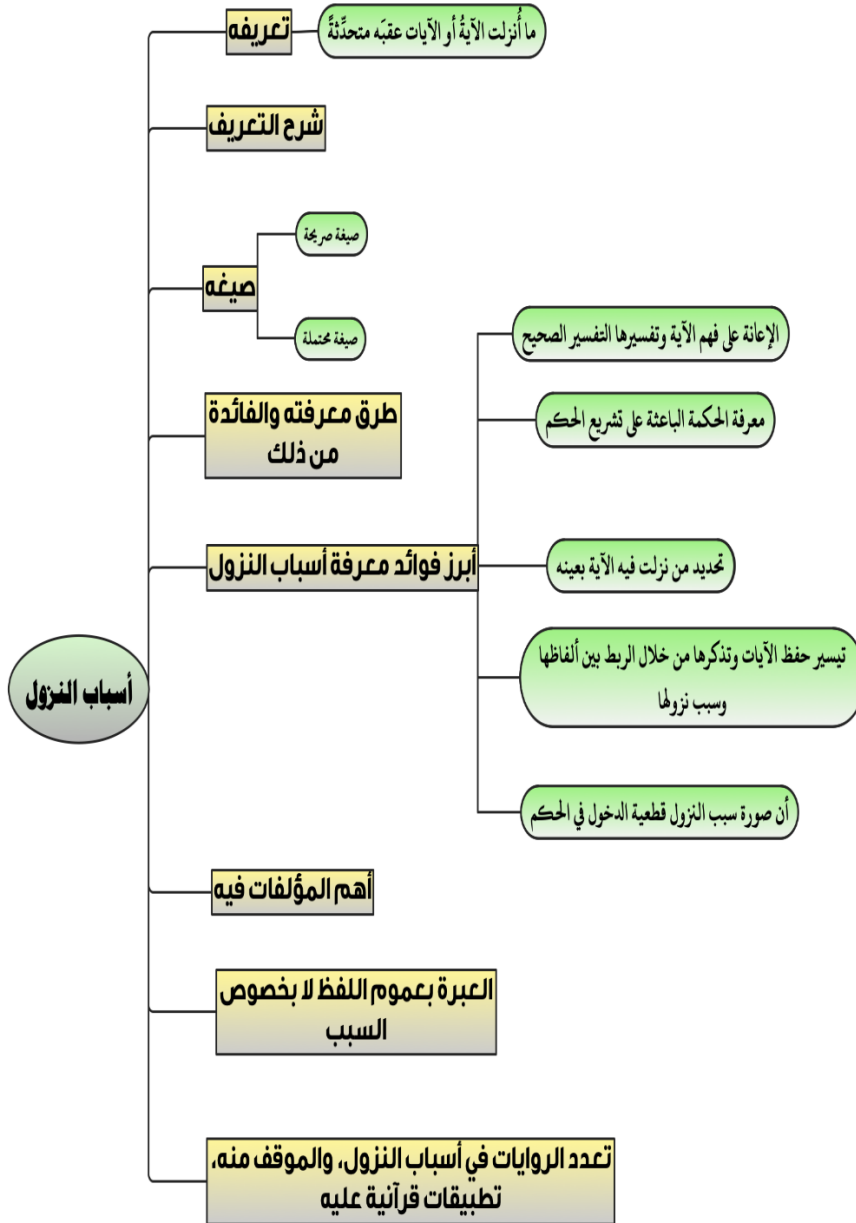 تعريفه
ما أُنزلت الآيةُ أو الآيات عقبَه متحدِّثةً
شرح التعريف
صيغه
صيغة صريحة
صيغة محتملة
طرق معرفته والفائدة
من ذلك
أبرز فوائد معرفة أسباب النزول
الإعانة على فهم الآية وتفسيرها التفسير الصحيح
معرفة الحكمة الباعثة على تشريع الحكم
تحديد من نزلت فيه الآية بعينه
تيسير حفظ الآيات وتذكرها من خلال الربط بين ألفاظها
وسبب نزولها
أن صورة سبب النزول قطعية الدخول في الحكم
أسباب النزول
أهم المؤلفات فيه
العبرة بعموم اللفظ لا بخصوص
السبب
تعدد الروايات في أسباب النزول، والموقف منه،
تطبيقات قرآنية عليه